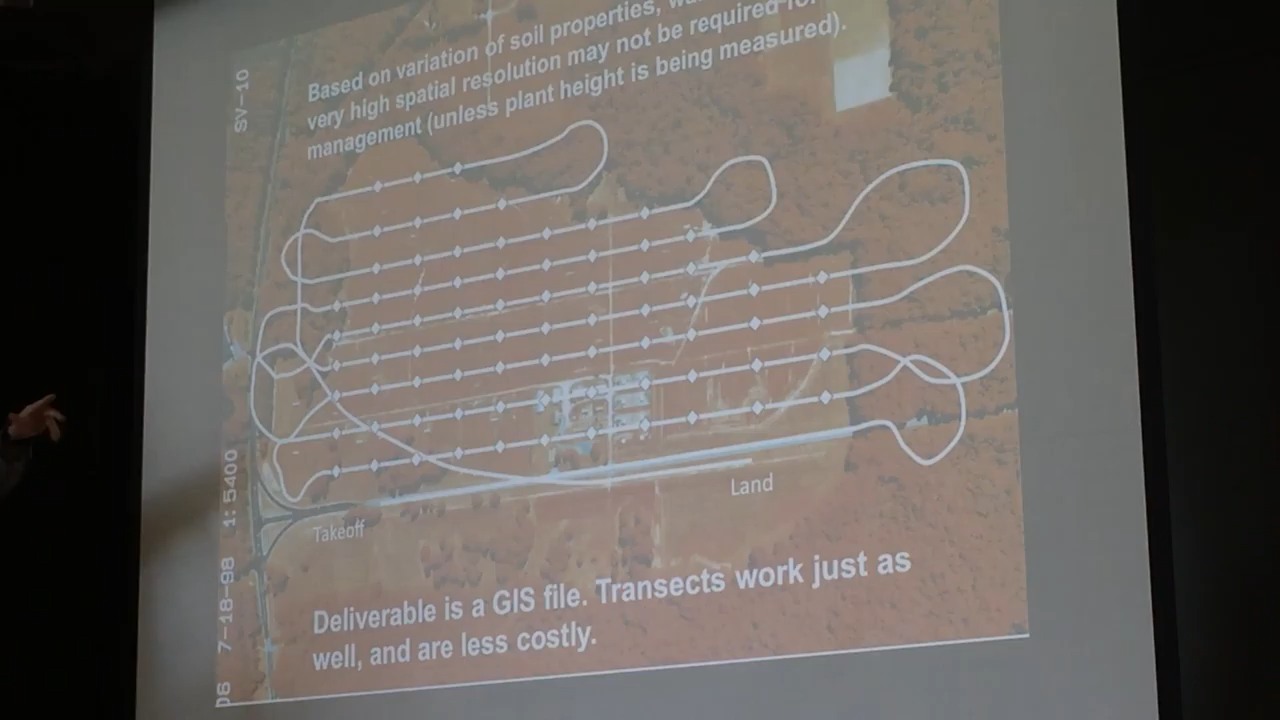 Based on variation of soil properties,
very high spatial resolution may not be required for
management (unless plant height is being measured).
SV-10
1:5400
7-18-98
06
Takeoff
Land
Deliverable is a GIS file. Transects work just as
well, and are less costly.